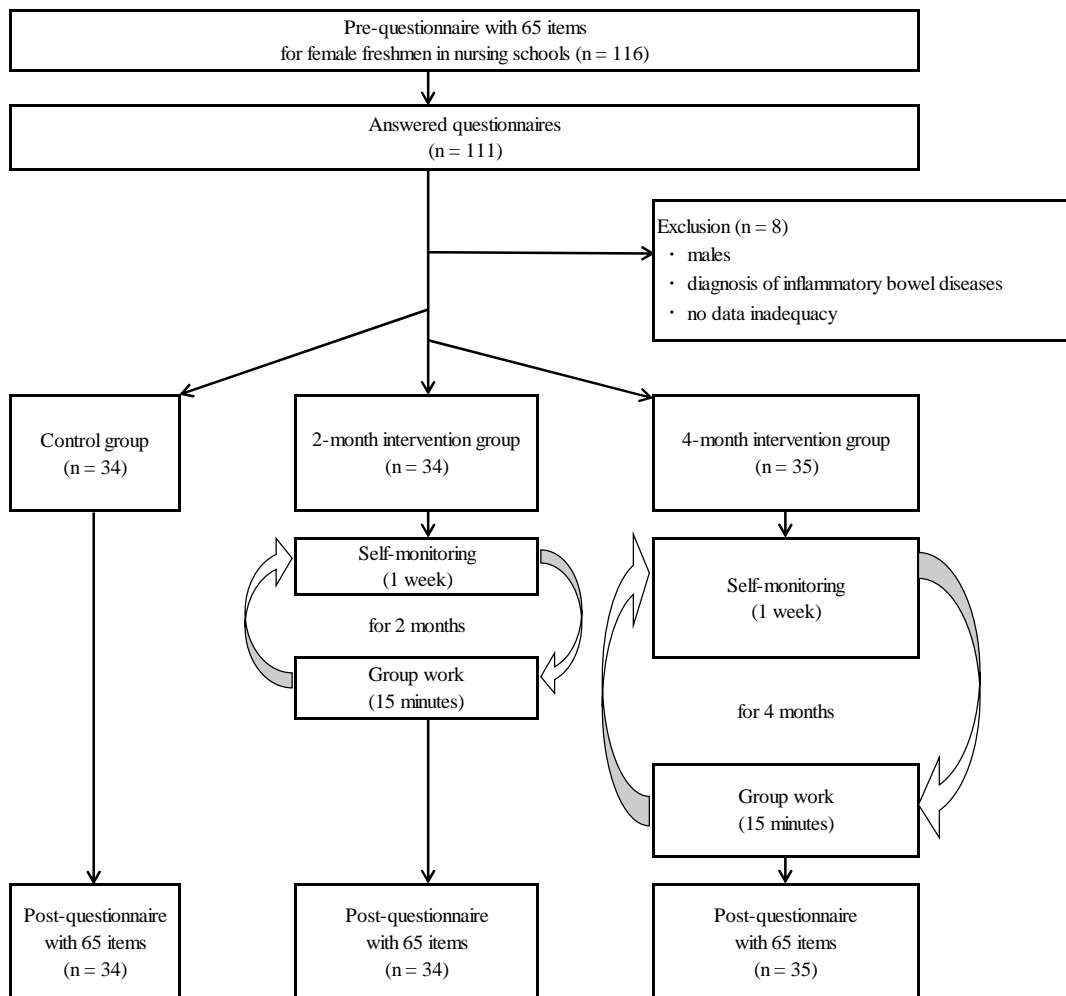 Pre-questionnaire with 65 items
for female freshmen in nursing schools (n = 116)
Answered questionnaires
(n = 111)
Exclusion (n = 8)
・ males
・ diagnosis of inflammatory bowel diseases
・ no data inadequacy
Control group
(n = 34)
2-month intervention group
(n = 34)
4-month intervention group
(n = 35)
Self-monitoring
(1 week)
for 2 months
Group work
(15 minutes)
Self-monitoring
(1 week)
for 4 months
Group work
(15 minutes)
Post-questionnaire
with 65 items
(n = 34)
Post-questionnaire
with 65 items
(n = 34)
Post-questionnaire
with 65 items
(n = 35)